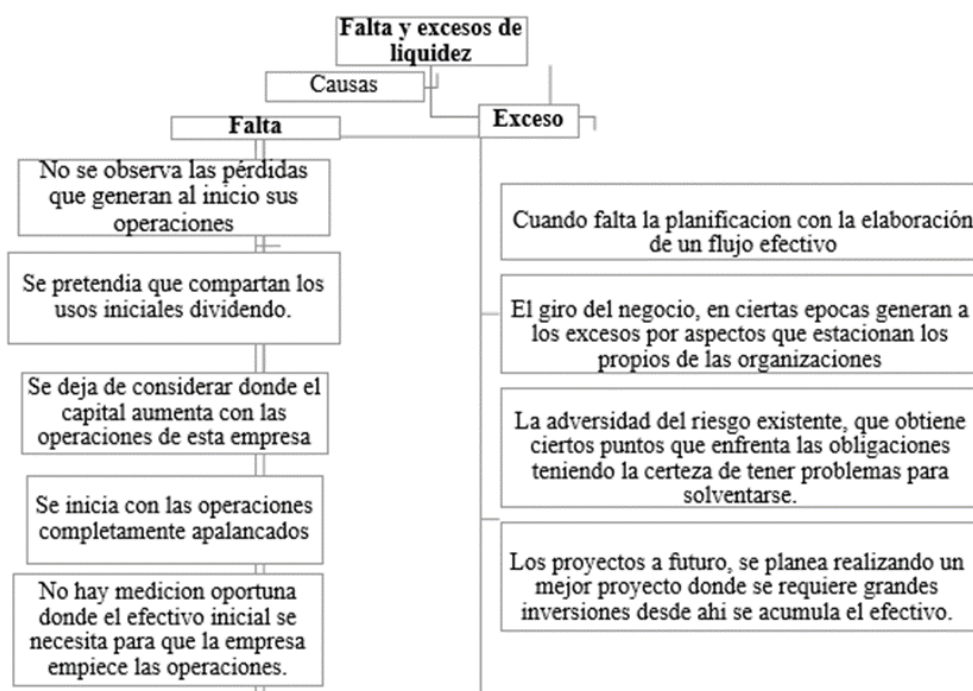 Falta y excesos de
liquidez
Causas
Falta
Exceso
No se observa las pérdidas
que generan al inicio sus
operaciones
Se pretendia que compartan los
usos iniciales dividendo.
Se deja de considerar donde el
capital aumenta con las
operaciones de esta empresa
Se inicia con las operaciones
completamente apalancados
No hay medicion oportuna
donde el efectivo inicial se
necesita para que la empresa
empiece las operaciones.
Cuando falta la planificacion con la elaboración
de un flujo efectivo
El giro del negocio, en ciertas epocas generan a
los excesos por aspectos que estacionan los
propios de las organizaciones
La adversidad del riesgo existente, que obtiene
ciertos puntos que enfrenta las obligaciones
teniendo la certeza de tener problemas para
solventarse.
Los proyectos a futuro, se planea realizando un
mejor proyecto donde se requiere grandes
inversiones desde ahi se acumula el efectivo.